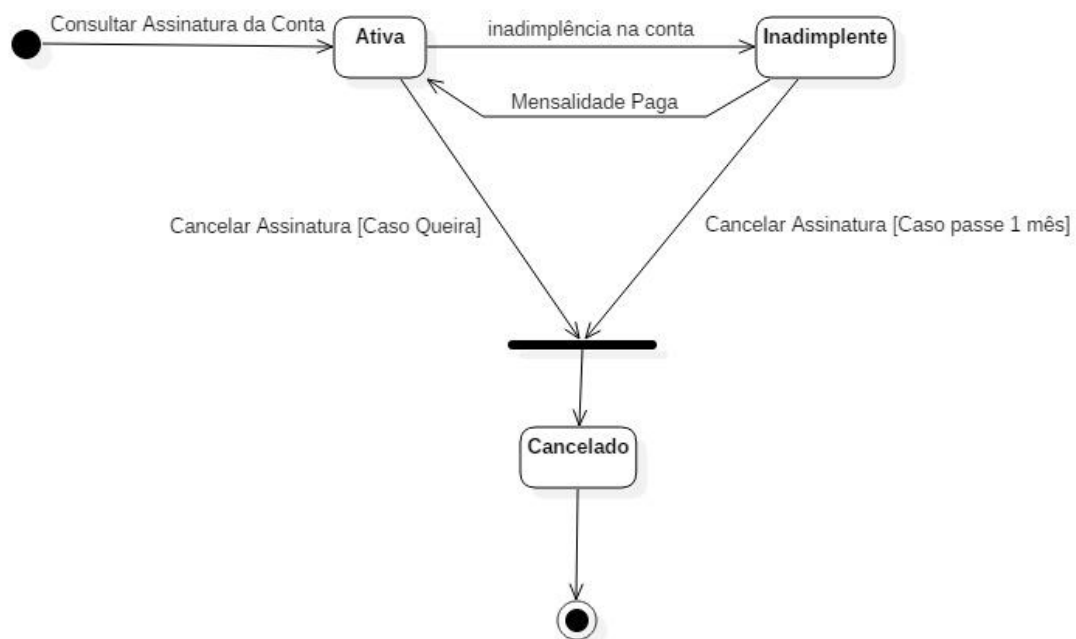 Consultar Assinatura da Conta
Ativa
inadimplência na conta
Inadimplente
Mensalidade Paga
Cancelar Assinatura [Caso Queira]
Cancelar Assinatura [Caso passe 1 mês]
Cancelado